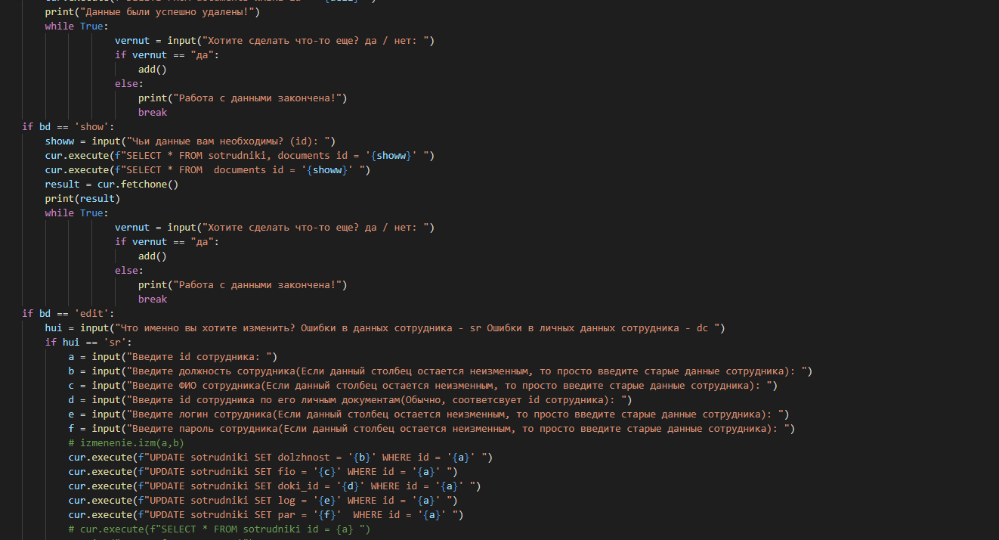 print("Данные были успешно удалены!")
while True:
vernut = input("Хотите сделать что-то еще? да / нет: ")
if vernut == "да":
add()
else:
print("Работа с данными закончена!")
break
if bd == 'show':
showw = input("Чьи данные вам необходимы? (id): ")
cur.execute(f"SELECT * FROM sotrudniki, documents id = '{showw}' ")
cur.execute(f"SELECT * FROM  documents id = '{showw}' ")
result = cur.fetchone()
print(result)
while True:
vernut = input("Хотите сделать что-то еще? да / нет: ")
if vernut == "да":
add()
else:
print("Работа с данными закончена!")
break
if bd == 'edit':
hui = input("Что именно вы хотите изменить? Ошибки в данных сотрудника - sr Ошибки в личных данных сотрудника - dc ")
if hui == 'sr':
a = input("Введите id сотрудника: ")
b = input("Введите должность сотрудника(Если данный столбец остается неизменным, то просто введите старые данные сотрудника): ")
c = input("Введите ФИО сотрудника(Если данный столбец остается неизменным, то просто введите старые данные сотрудника): ")
d = input("Введите id сотрудника по его личным документам(Обычно, соответсвует id сотрудника): ")
e = input("Введите логин сотрудника(Если данный столбец остается неизменным, то просто введите старые данные сотрудника): ")
f = input("Введите пароль сотрудника(Если данный столбец остается неизменным, то просто введите старые данные сотрудника): ")
# izmenenie.izm(a,b)
cur.execute(f"UPDATE sotrudniki SET dolzhnost = '{b}' WHERE id = '{a}' ")
cur.execute(f"UPDATE sotrudniki SET fio = '{c}' WHERE id = '{a}' ")
cur.execute(f"UPDATE sotrudniki SET doki_id = '{d}' WHERE id = '{a}' ")
cur.execute(f"UPDATE sotrudniki SET log = '{e}' WHERE id = '{a}' ")
cur.execute(f"UPDATE sotrudniki SET par = '{f}'  WHERE id = '{a}' ")
# cur.execute(f"SELECT * FROM sotrudniki id = {a} ")